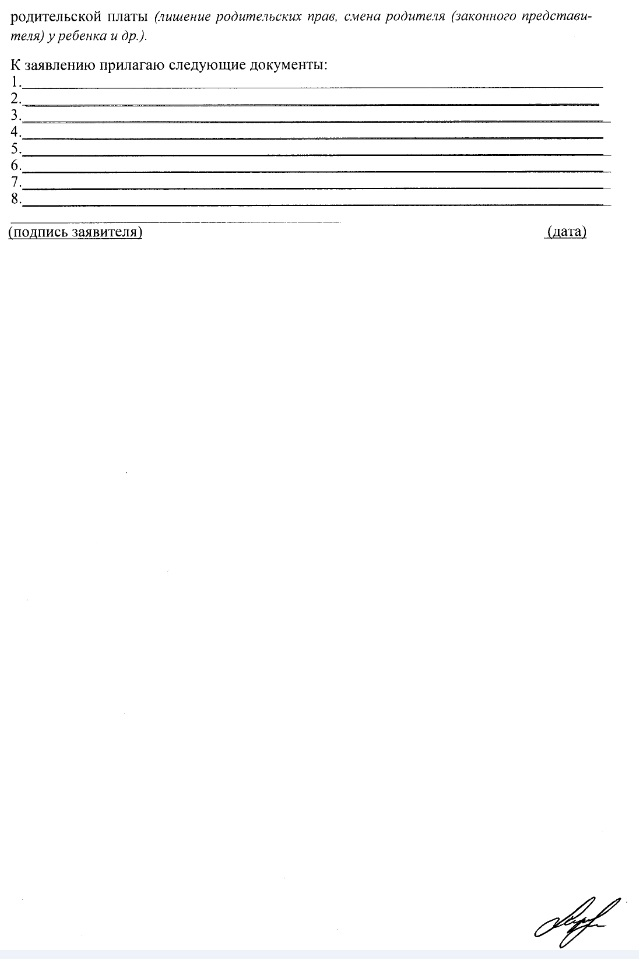 родительской платы (лишение родительских прав, смена родителя (законного представи-
теля) у ребенка и др.).
К заявлению прилагаю следующие документы:
1.
2.
3.
4.
5.
6.
7.
8.
(подпись заявителя) (дата)